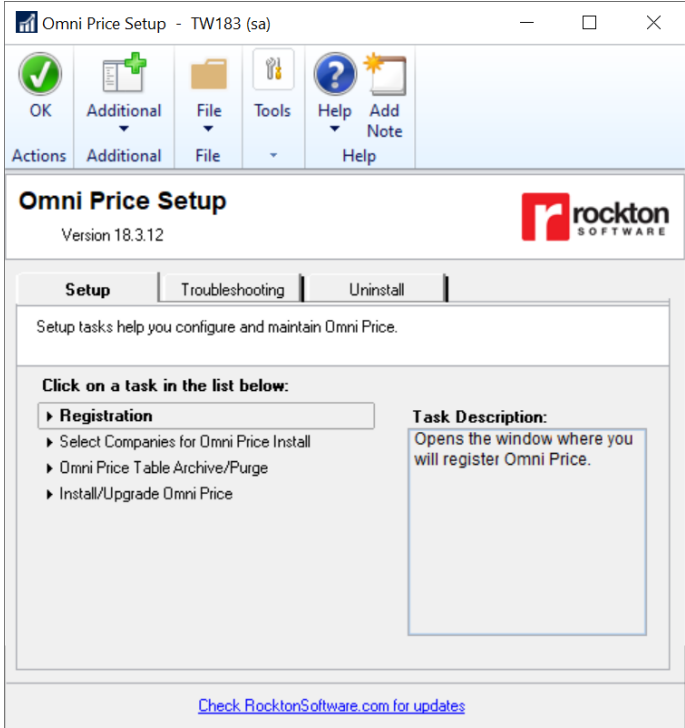 Omni Price Setup - TW183 (sa)
OK
Additional
File
Tools
Help
Add
Note
Actions
Additional
File
Help
Omni Price Setup
Version 18.3.12
rockton
SOFTWARE
Setup
Troubleshooting
Uninstall
Setup tasks help you configure and maintain Omni Price.
Click on a task in the list below:
Registration
Select Companies for Omni Price Install
Omni Price Table Archive/Purge
Install/Upgrade Omni Price
Task Description:
Opens the window where you
will register Omni Price.
Check RocktonSoftware.com for updates